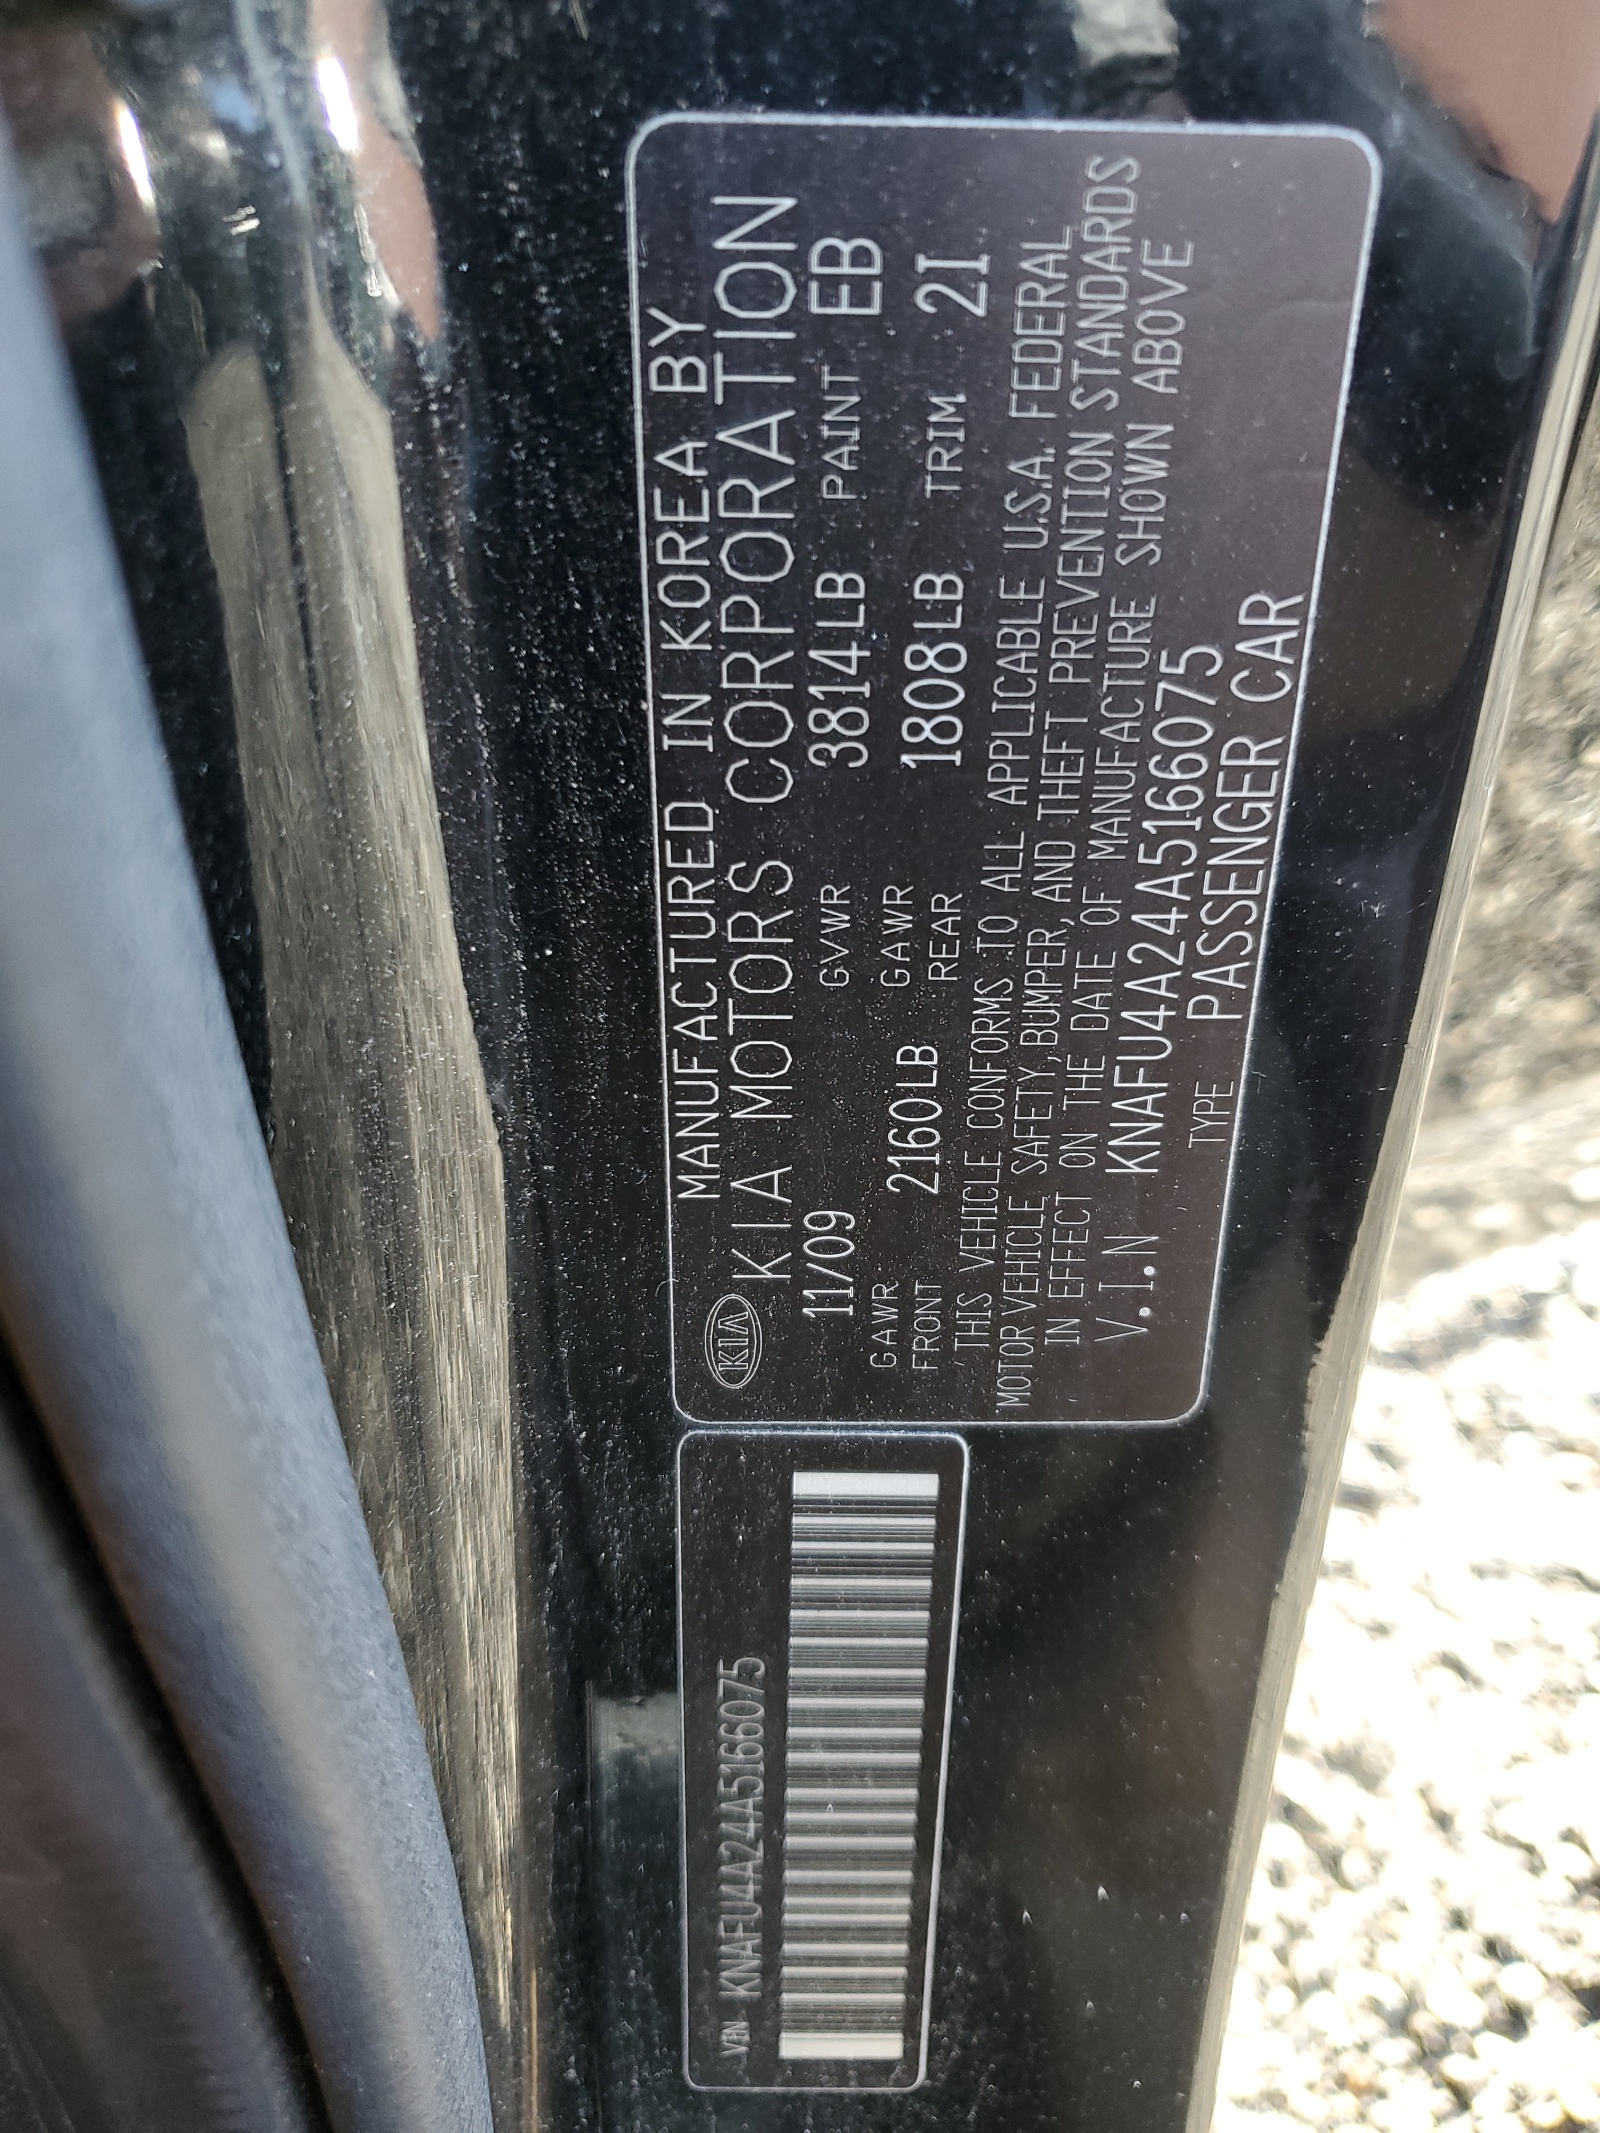 MANUFACTURED IN KOREA BY
KIA KIA MOTORS CORPORATION
11/09 GVWR 3814LB PAINT EB
GAWR FRONT 2160LB GAWR REAR 1808LB TRIM 2I
THIS VEHICLE CONFORMS TO ALL APPLICABLE U.S.A. FEDERAL
MOTOR VEHICLE SAFETY, BUMPER, AND THEFT PREVENTION STANDARDS
IN EFFECT ON THE DATE OF MANUFACTURE SHOWN ABOVE
V.I.N KNAFU4A24A5166075
TYPE PASSENGER CAR
VIN KNAFU4A24A5166075